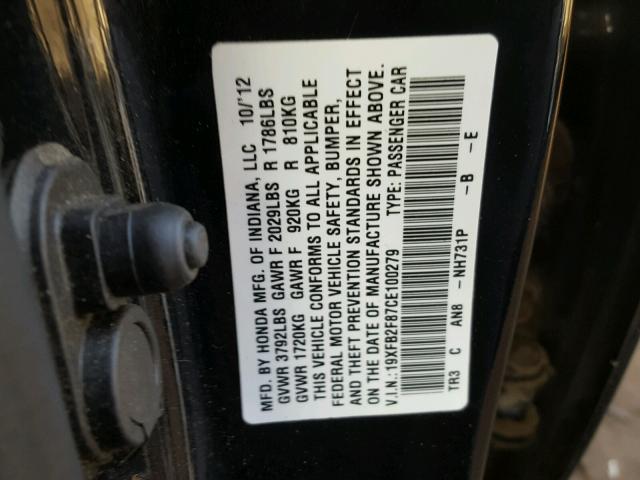 MFD. BY HONDA MFG. OF INDIANA, LLC 10/'12
GVWR 3792LBS GAWR F 2029LBS R 1786LBS
GVWR 1720KG GAWR F 920KG R 810KG
THIS VEHICLE CONFORMS TO ALL APPLICABLE
FEDERAL MOTOR VEHICLE SAFETY, BUMPER,
AND THEFT PREVENTION STANDARDS IN EFFECT
ON THE DATE OF MANUFACTURE SHOWN ABOVE.
V.I.N.:19XFB2F87CE100279 TYPE: PASSENGER CAR
TR3 C AN8 -NH731P -B -E